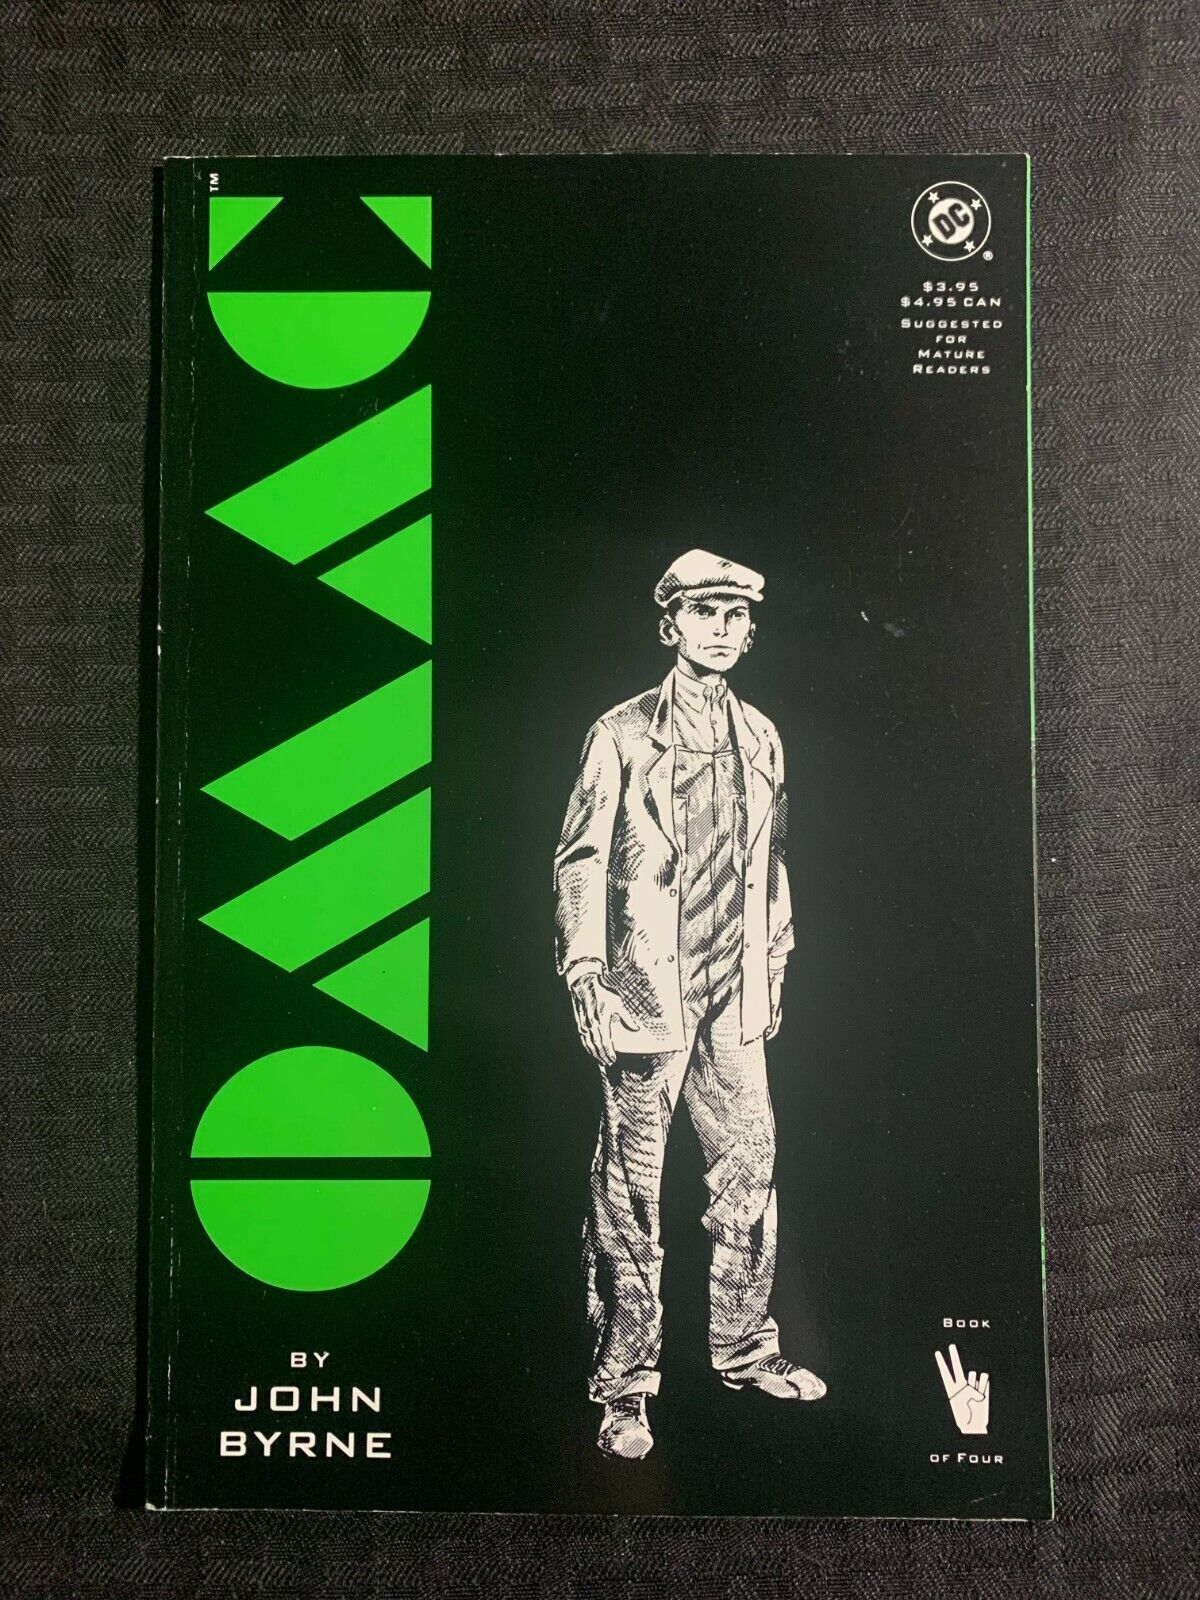 OMAC
™
DC
®
$3.95
$4.95 CAN
SUGGESTED
FOR
MATURE
READERS
BY
JOHN
BYRNE
BOOK
OF FOUR